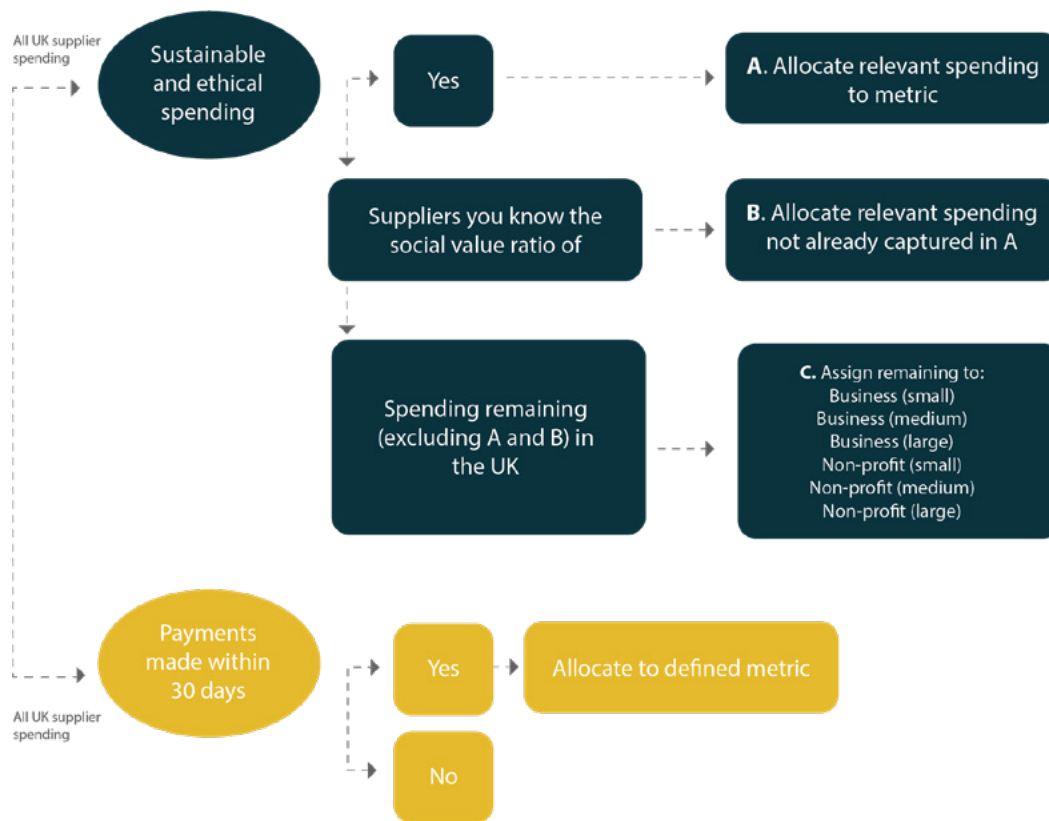 All UK supplier
spending
Sustainable
and ethical
spending
Yes
A. Allocate relevant spending
to metric
Suppliers you know the
social value ratio of
B. Allocate relevant spending
not already captured in A
Spending remaining
(excluding A and B) in
the UK
C. Assign remaining to:
Business (small)
Business (medium)
Business (large)
Non-profit (small)
Non-profit (medium)
Non-profit (large)
Payments
made within
30 days
All UK supplier
spending
Yes
Allocate to defined metric
No